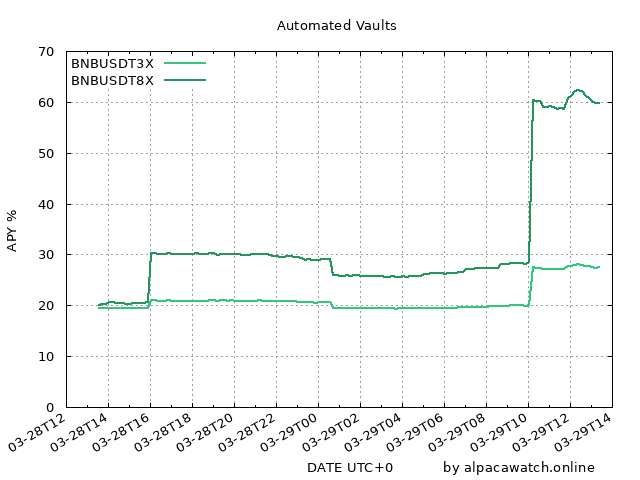 Automated Vaults
BNBUSDT3X
BNBUSDT8X
APY %
70
60
50
40
30
20
10
0
03-28T12
03-28T14
03-28T16
03-28T18
03-28T20
03-28T22
03-29T00
03-29T02
03-29T04
03-29T06
03-29T08
03-29T10
03-29T12
03-29T14
DATE UTC+0
by alpacawatch.online